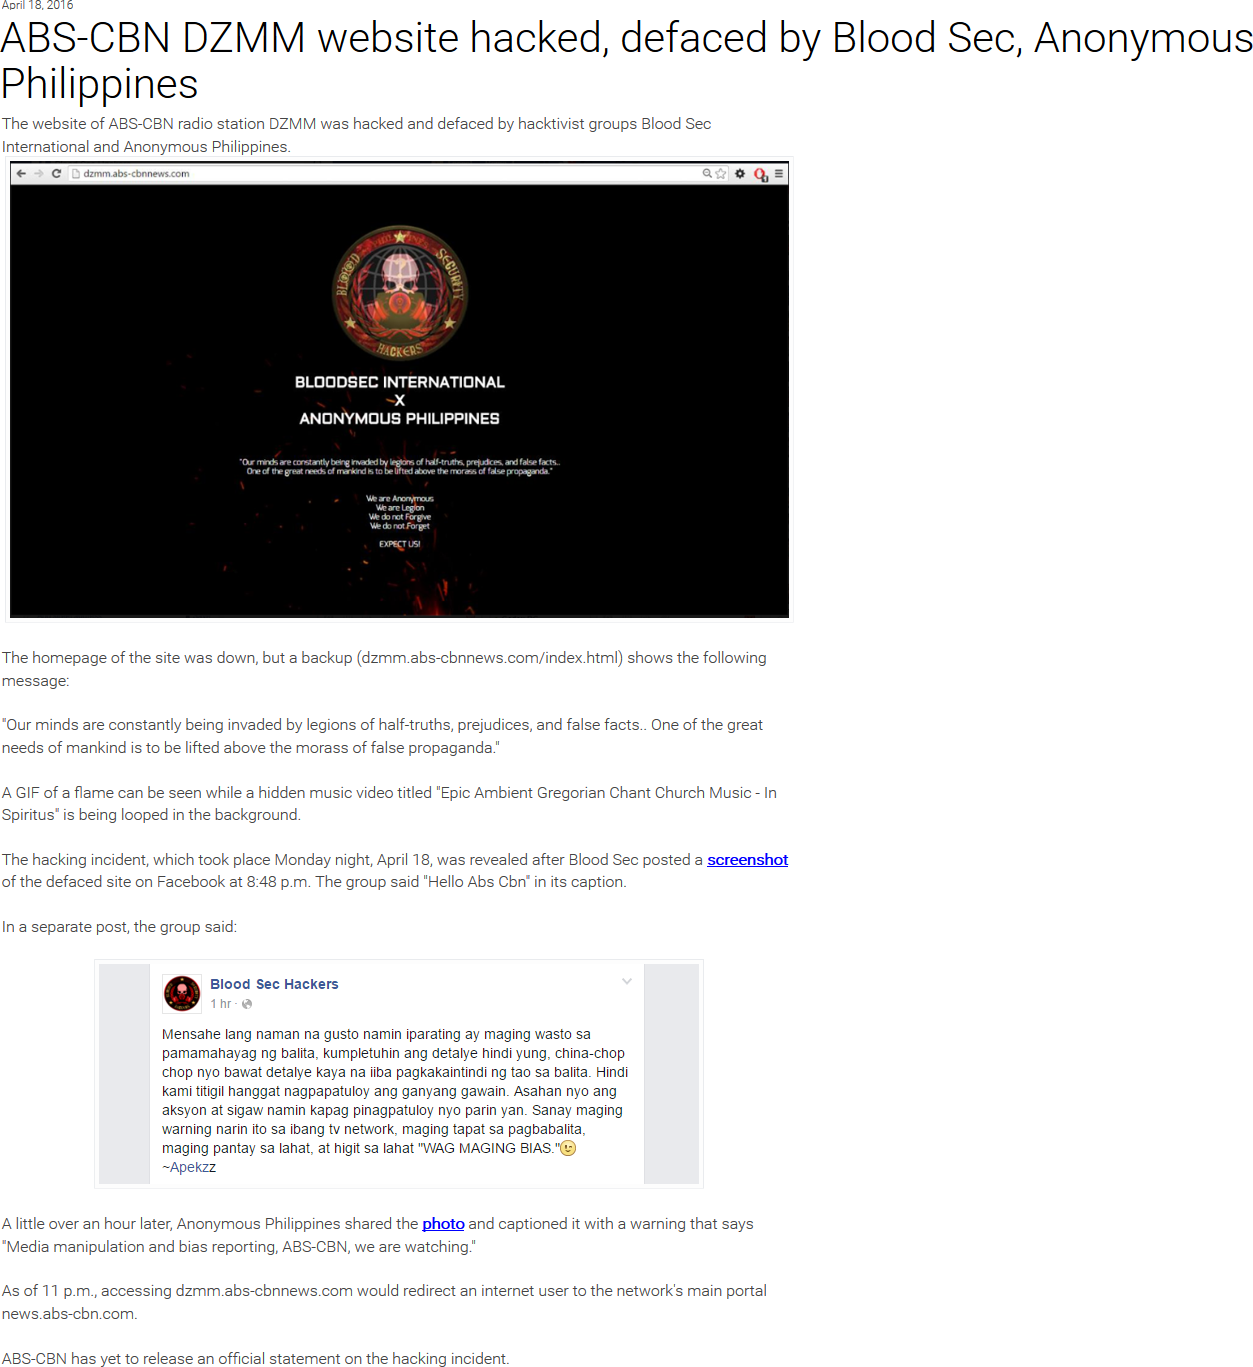 April 18, 2016
ABS-CBN DZMM website hacked, defaced by Blood Sec, Anonymous
Philippines
The website of ABS-CBN radio station DZMM was hacked and defaced by hacktivist groups Blood Sec
International and Anonymous Philippines.
dzmm.abs-cbnnews.com
BLOOD SECURITY
HACKERS
BLOODSEC INTERNATIONAL
X
ANONYMOUS PHILIPPINES
"Our minds are constantly being invaded by legions of half-truths, prejudices, and false facts..
One of the great needs of mankind is to be lifted above the morass of false propaganda."
We are Anonymous
We are Legion
We do not Forgive
We do not Forget
EXPECT US!
The homepage of the site was down, but a backup (dzmm.abs-cbnnews.com/index.html) shows the following
message:
"Our minds are constantly being invaded by legions of half-truths, prejudices, and false facts.. One of the great
needs of mankind is to be lifted above the morass of false propaganda."
A GIF of a flame can be seen while a hidden music video titled "Epic Ambient Gregorian Chant Church Music - In
Spiritus" is being looped in the background.
The hacking incident, which took place Monday night, April 18, was revealed after Blood Sec posted a screenshot
of the defaced site on Facebook at 8:48 p.m. The group said "Hello Abs Cbn" in its caption.
In a separate post, the group said:
Blood Sec Hackers
1 hr ·
Mensahe lang naman na gusto namin iparating ay maging wasto sa
pamamahayag ng balita, kumpletuhin ang detalye hindi yung, china-chop
chop nyo bawat detalye kaya na iiba pagkakaintindi ng tao sa balita. Hindi
kami titigil hanggat nagpapatuloy ang ganyang gawain. Asahan nyo ang
aksyon at sigaw namin kapag pinagpatuloy nyo parin yan. Sanay maging
warning narin ito sa ibang tv network, maging tapat sa pagbabalita,
maging pantay sa lahat, at higit sa lahat "WAG MAGING BIAS."😉
~Apekzz
A little over an hour later, Anonymous Philippines shared the photo and captioned it with a warning that says
"Media manipulation and bias reporting, ABS-CBN, we are watching."
As of 11 p.m., accessing dzmm.abs-cbnnews.com would redirect an internet user to the network's main portal
news.abs-cbn.com.
ABS-CBN has yet to release an official statement on the hacking incident.